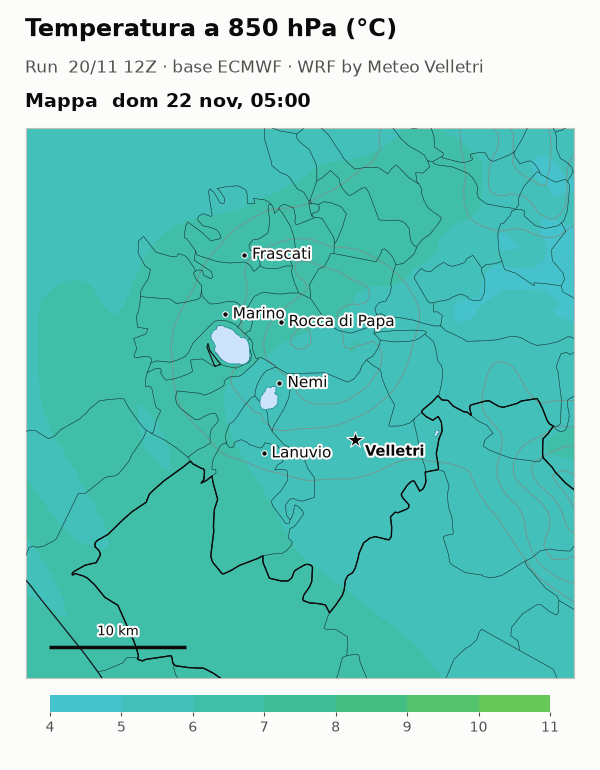 Temperatura a 850 hPa (°C)
Run 20/11 12Z · base ECMWF · WRF by Meteo Velletri
Mappa dom 22 nov, 05:00
Frascati
Marino
Rocca di Papa
Nemi
Velletri
Lanuvio
10 km
4 5 6 7 8 9 10 11